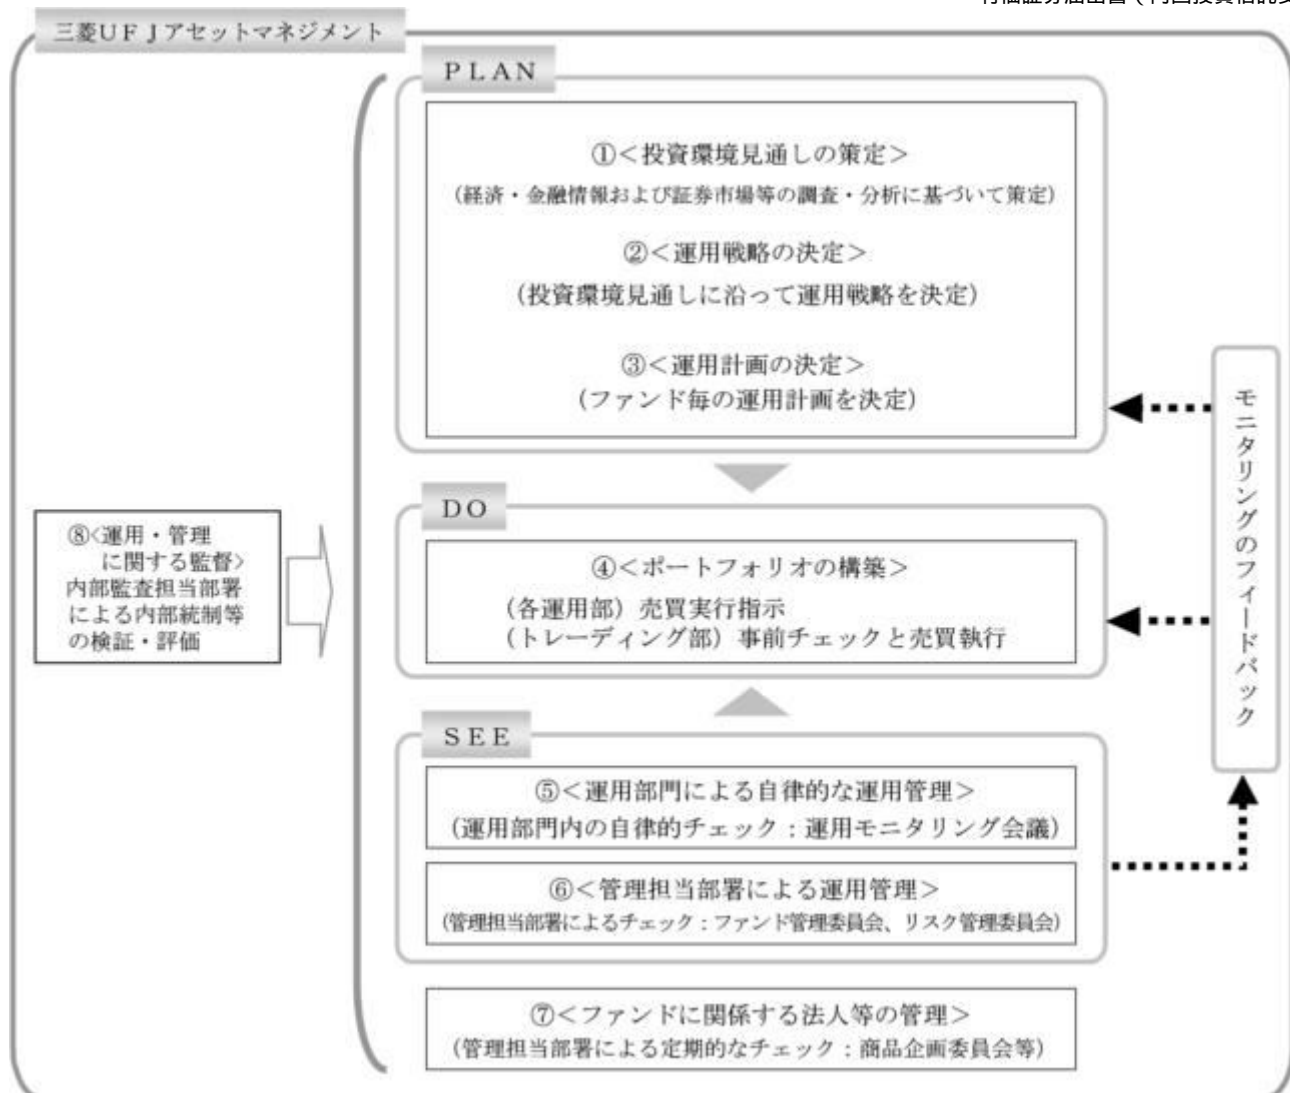 三菱UFJアセットマネジメント
PLAN
①＜投資環境見通しの策定＞
（経済・金融情報および証券市場等の調査・分析に基づいて策定）
②＜運用戦略の決定＞
（投資環境見通しに沿って運用戦略を決定）
③＜運用計画の決定＞
（ファンド毎の運用計画を決定）
DO
④＜ポートフォリオの構築＞
（各運用部）売買実行指示
（トレーディング部）事前チェックと売買執行
SEE
⑤＜運用部門による自律的な運用管理＞
（運用部門内の自律的チェック：運用モニタリング会議）
⑥＜管理担当部署による運用管理＞
（管理担当部署によるチェック：ファンド管理委員会、リスク管理委員会）
⑦＜ファンドに関係する法人等の管理＞
（管理担当部署による定期的なチェック：商品企画委員会等）
⑧＜運用・管理
に関する監督＞
内部監査担当部署
による内部統制等
の検証・評価
モニタリングのフィードバック